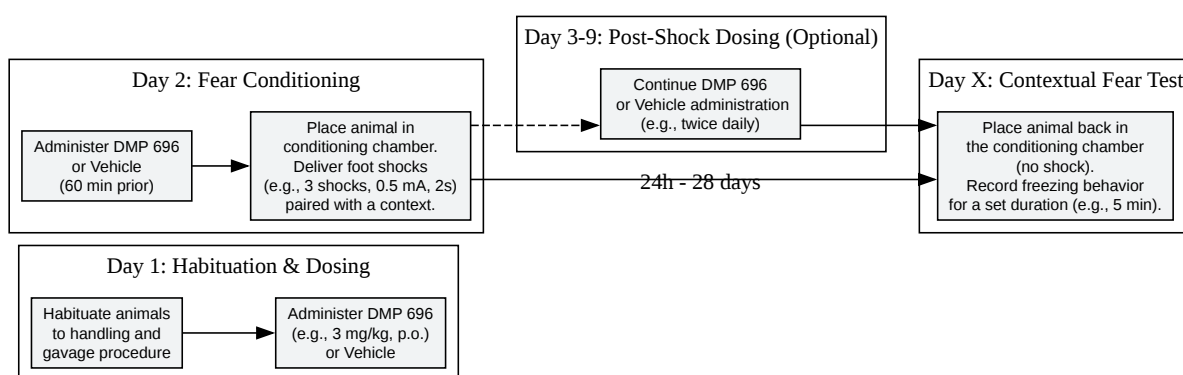 Day 3-9: Post-Shock Dosing (Optional)
Continue DMP 696
or Vehicle administration
(e.g., twice daily)
Day 2: Fear Conditioning
Administer DMP 696
or Vehicle
(60 min prior)
Place animal in
conditioning chamber.
Deliver foot shocks
(e.g., 3 shocks, 0.5 mA, 2s)
paired with a context.
24h - 28 days
Day X: Contextual Fear Test
Place animal back in
the conditioning chamber
(no shock).
Record freezing behavior
for a set duration (e.g., 5 min).
Day 1: Habituation & Dosing
Habituate animals
to handling and
gavage procedure
Administer DMP 696
(e.g., 3 mg/kg, p.o.)
or Vehicle